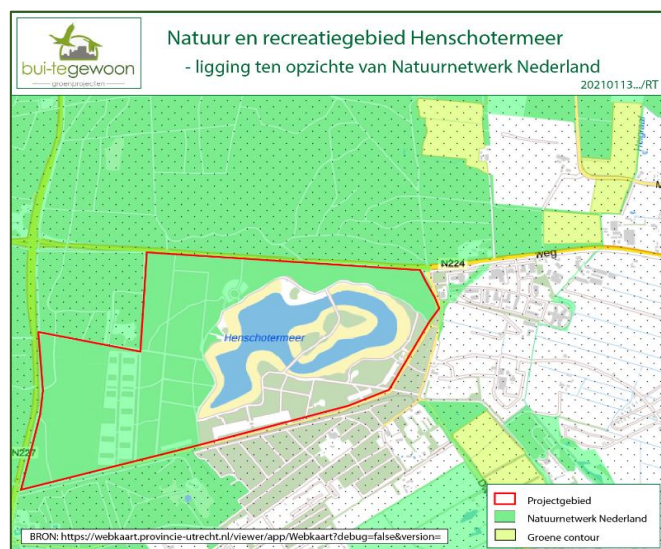 bui-tegewoon
groenprojecten
Natuur en recreatiegebied Henschotermeer
- ligging ten opzichte van Natuurnetwerk Nederland
20210113.../RT
N224
weg
Henschotermeer
N227
BRON: https://webkaart.provincie-utrecht.nl/viewer/app/Webkaart?debug=false&version=
Projectgebied
Natuurnetwerk Nederland
Groene contour